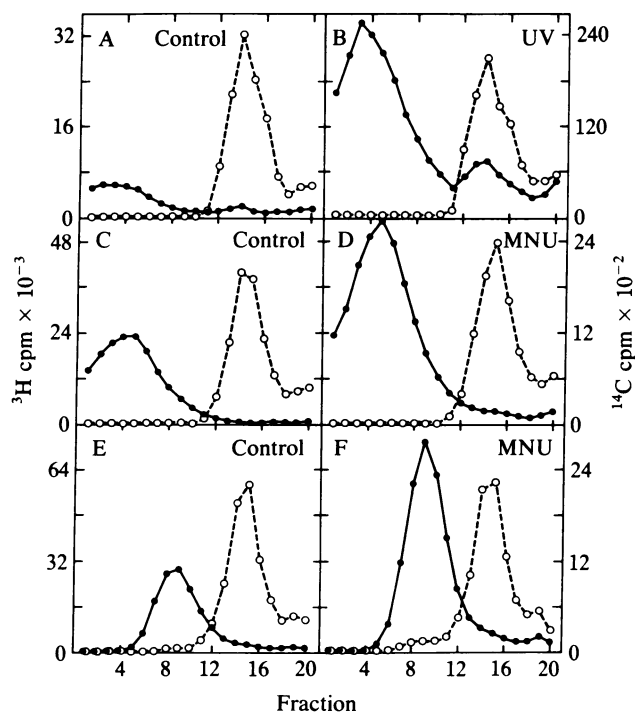 A Control
B UV
32
16
0
240
120
0
C Control
D MNU
48
24
0
24
12
0
E Control
F MNU
64
32
0
24
12
0
³H cpm × 10⁻³
¹⁴C cpm × 10⁻²
4 8 12 16 20
4 8 12 16 20
Fraction